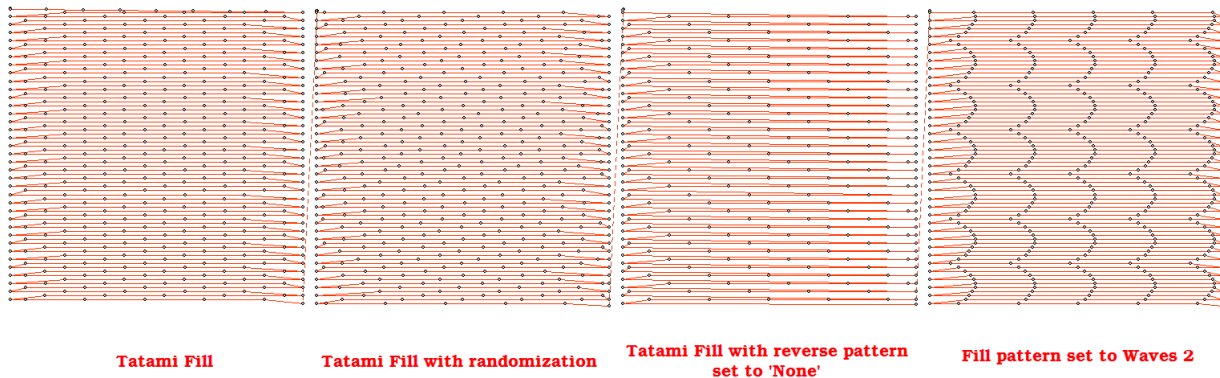 Tatami Fill
Tatami Fill with randomization
Tatami Fill with reverse pattern
set to 'None'
Fill pattern set to Waves 2